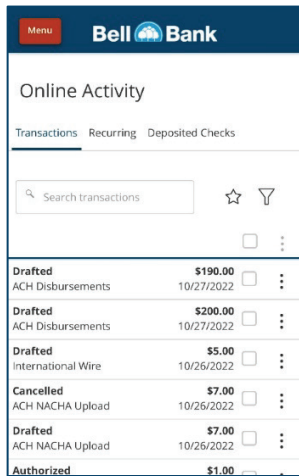 Menu
Bell Bank
Online Activity
Transactions Recurring Deposited Checks
Search transactions
Drafted $190.00
ACH Disbursements 10/27/2022
Drafted $200.00
ACH Disbursements 10/27/2022
Drafted $5.00
International Wire 10/26/2022
Cancelled $7.00
ACH NACHA Upload 10/26/2022
Drafted $7.00
ACH NACHA Upload 10/26/2022
Authorized $1.00